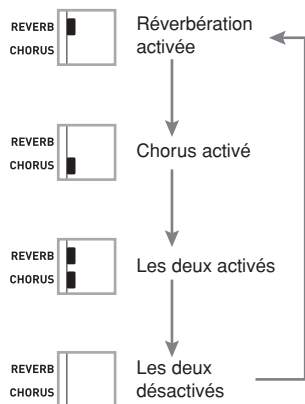 REVERB
CHORUS
Réverbération
activée
REVERB
CHORUS
Chorus activé
REVERB
CHORUS
Les deux activés
REVERB
CHORUS
Les deux
désactivés